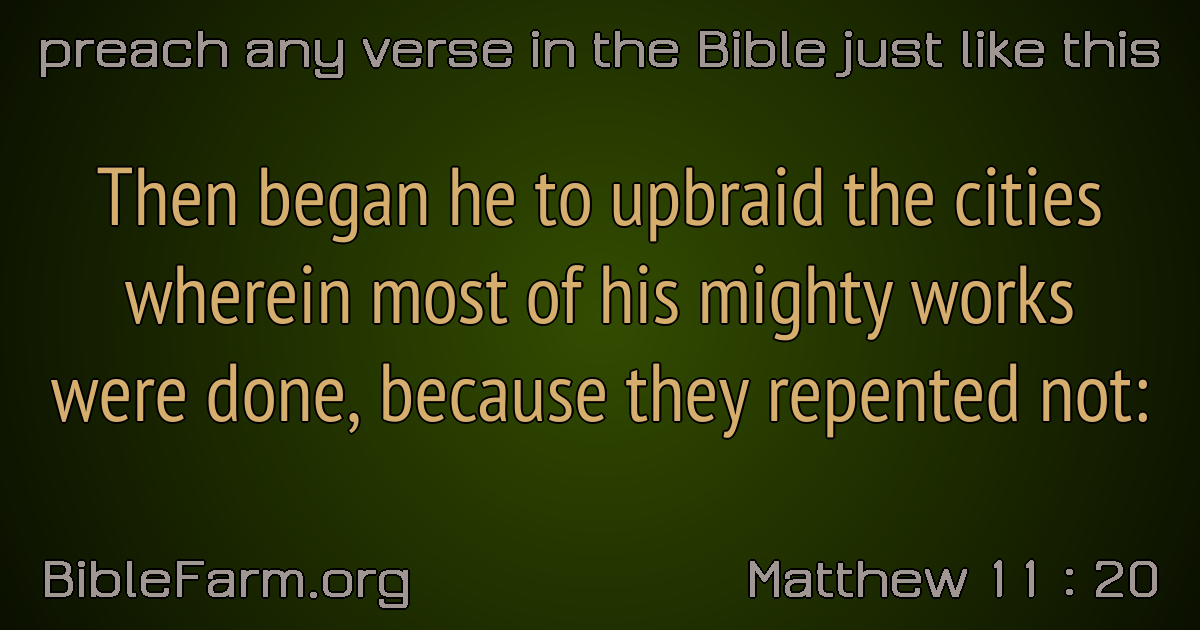 preach any verse in the Bible just like this
Then began he to upbraid the cities
wherein most of his mighty works
were done, because they repented not:
BibleFarm.org
Matthew 11 : 20